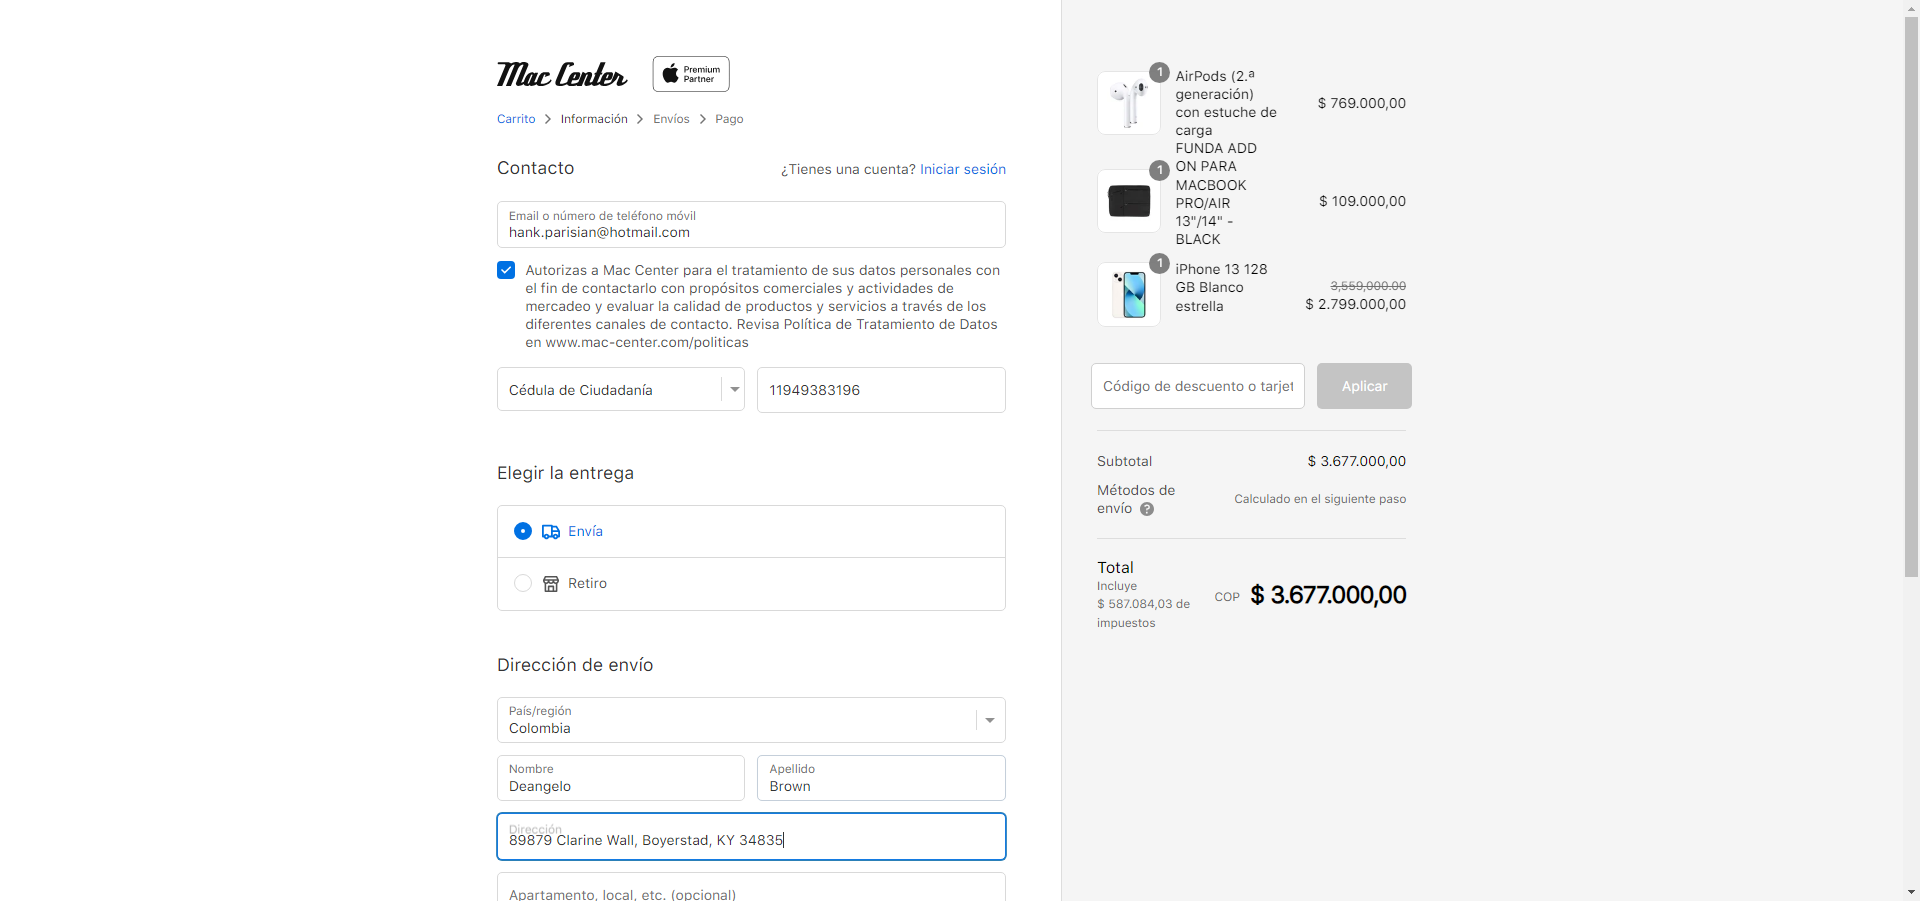 Mac Center
Premium
Partner
Carrito > Información > Envíos > Pago
Contacto
¿Tienes una cuenta? Iniciar sesión
Email o número de teléfono móvil
hank.parisian@hotmail.com
Autorizas a Mac Center para el tratamiento de sus datos personales con
el fin de contactarlo con propósitos comerciales y actividades de
mercadeo y evaluar la calidad de productos y servicios a través de los
diferentes canales de contacto. Revisa Política de Tratamiento de Datos
en www.mac-center.com/politicas
Cédula de Ciudadanía
11949383196
Elegir la entrega
Envía
Retiro
Dirección de envío
País/región
Colombia
Nombre
Deangelo
Apellido
Brown
Dirección
89879 Clarine Wall, Boyerstad, KY 34835
Apartamento, local, etc. (opcional)
1
AirPods (2.ª
generación)
con estuche de
carga
$ 769.000,00
1
FUNDA ADD
ON PARA
MACBOOK
PRO/AIR
13"/14" -
BLACK
$ 109.000,00
1
iPhone 13 128
GB Blanco
estrella
3,559,000.00
$ 2.799.000,00
Código de descuento o tarjet
Aplicar
Subtotal
$ 3.677.000,00
Métodos de
envío ?
Calculado en el siguiente paso
Total
Incluye
$ 587.084,03 de
impuestos
COP $ 3.677.000,00